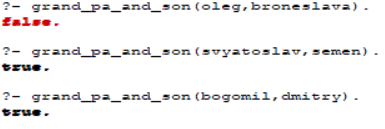 ?- grand_pa_and_son(oleg,broneslava).
false.
?- grand_pa_and_son(svyatoslav,semen).
true.
?- grand_pa_and_son(bogomil,dmitry).
true.